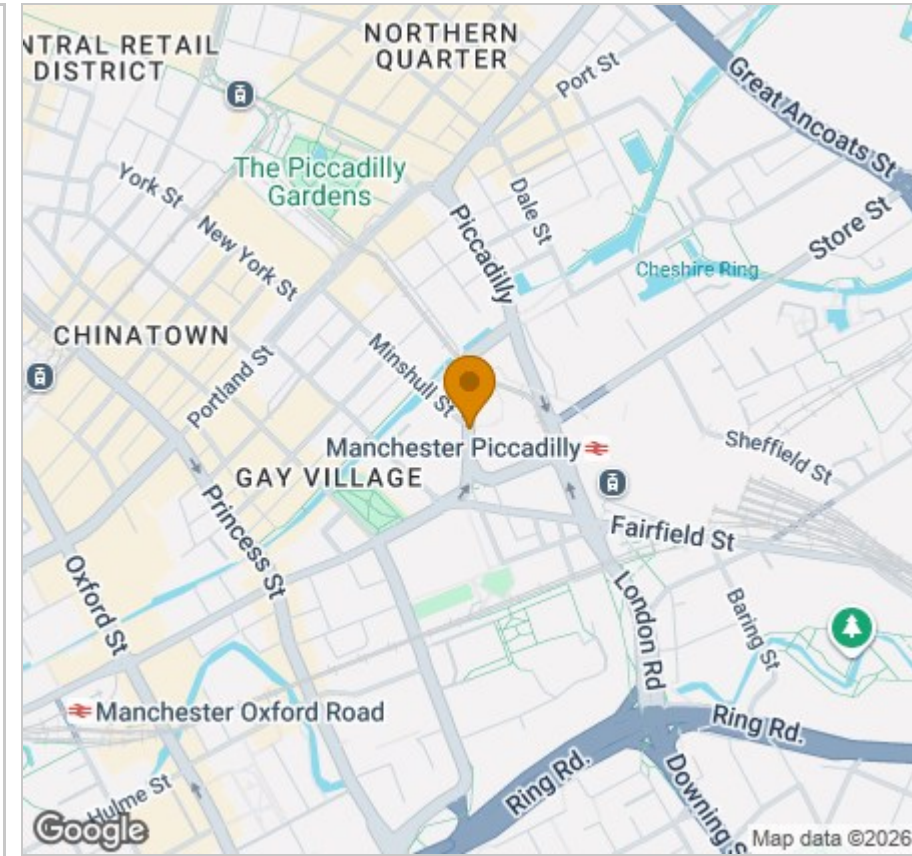 NTRAL RETAIL
DISTRICT
NORTHERN
QUARTER
Port St
Great Ancoats St
The Piccadilly
Gardens
York St
New York St
Dale St
Piccadilly
Store St
Cheshire Ring
CHINATOWN
Portland St
Minshull St
Manchester Piccadilly
Sheffield St
GAY VILLAGE
Princess St
Fairfield St
Oxford St
London Rd
Baring St
Manchester Oxford Road
Ring Rd.
Ring Rd.
Hulme St
Downing S
Google
Map data ©2026